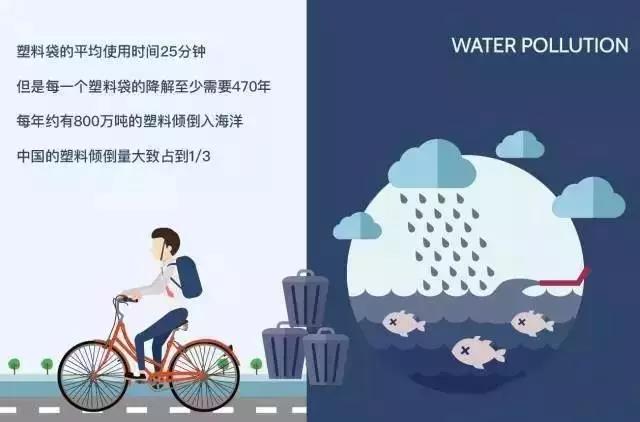 塑料袋的平均使用时间25分钟
但是每一个塑料袋的降解至少需要470年
每年约有800万吨的塑料倾倒入海洋
中国的塑料倾倒量大致占到1/3
WATER POLLUTION